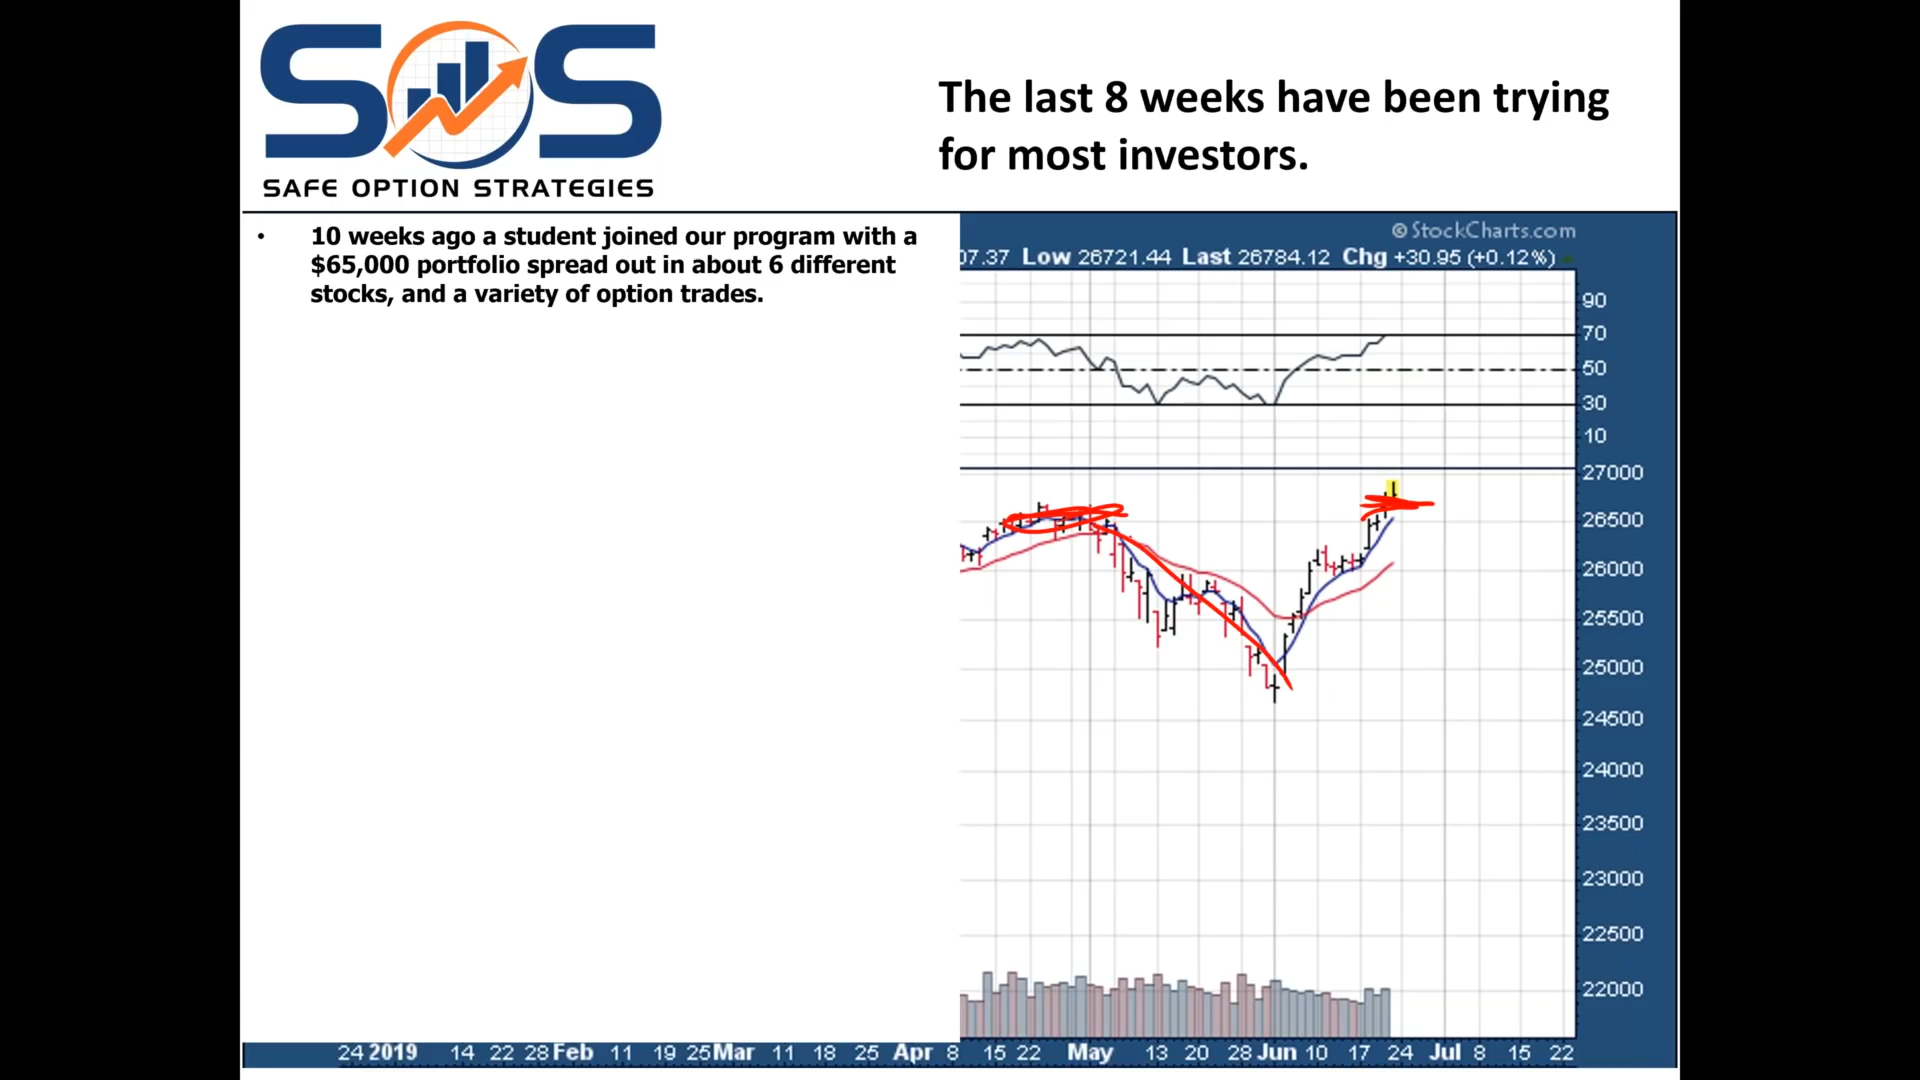 SOS
SAFE OPTION STRATEGIES
The last 8 weeks have been trying
for most investors.
• 10 weeks ago a student joined our program with a
$65,000 portfolio spread out in about 6 different
stocks, and a variety of option trades.
© StockCharts.com
07.37 Low 26721.44 Last 26784.12 Chg +30.95 (+0.12%)
90
70
50
30
10
27000
26500
26000
25500
25000
24500
24000
23500
23000
22500
22000
24 2019 14 22 28 Feb 11 19 25 Mar 11 18 25 Apr 8 15 22 May 13 20 28 Jun 10 17 24 Jul 8 15 22